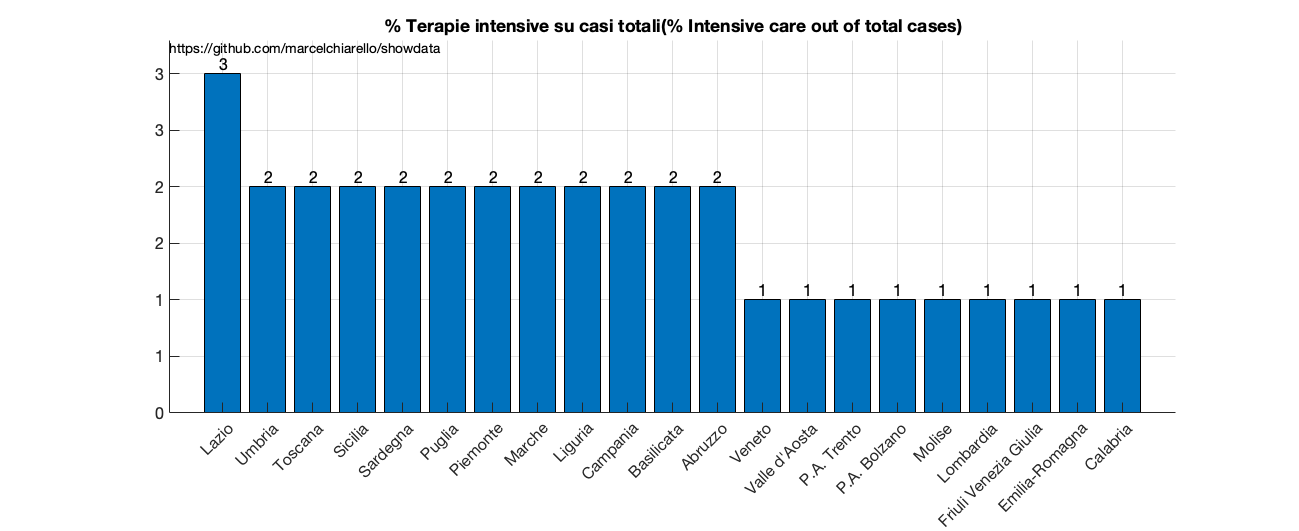 % Terapie intensive su casi totali(% Intensive care out of total cases)
https://github.com/marcelchiarello/showdata
3
2 2 2 2 2 2 2 2 2 2 2
1 1 1 1 1 1 1 1 1
3
3
2
2
1
1
0
Lazio
Umbria
Toscana
Sicilia
Sardegna
Puglia
Piemonte
Marche
Liguria
Campania
Basilicata
Abruzzo
Veneto
Valle d'Aosta
P.A. Trento
P.A. Bolzano
Molise
Lombardia
Friuli Venezia Giulia
Emilia-Romagna
Calabria